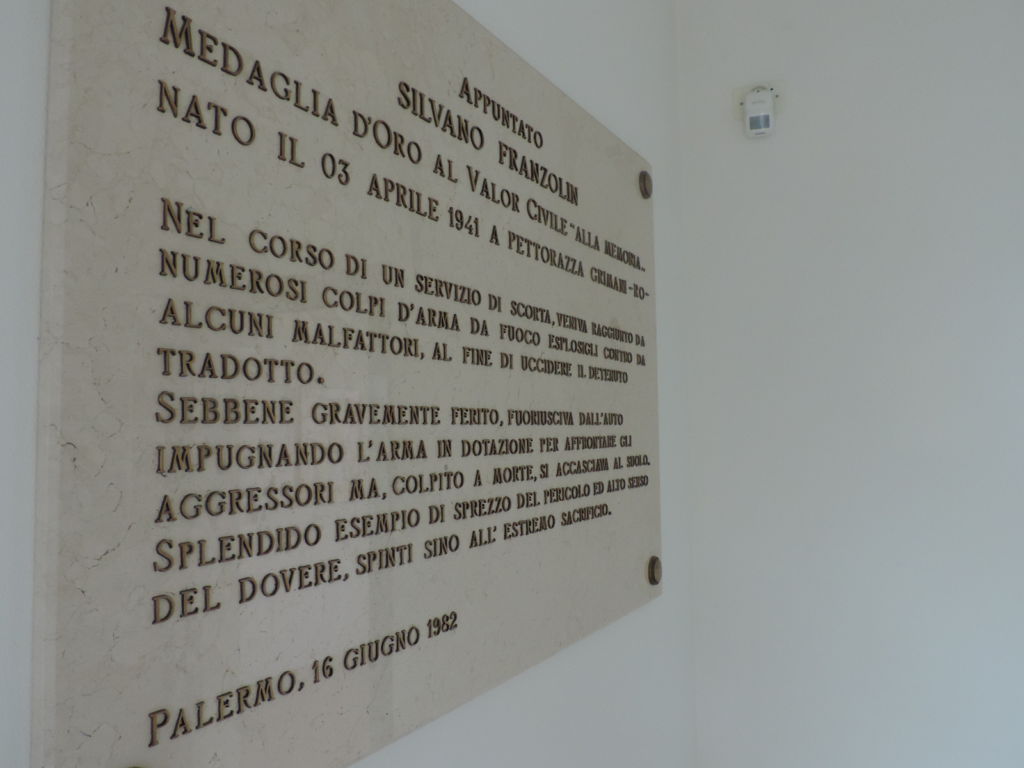 APPUNTATO
SILVANO FRANZOLIN
MEDAGLIA D'ORO AL VALOR CIVILE "ALLA MEMORIA„
NATO IL 03 APRILE 1941 A PETTORAZZA GRIMANI -RO-
NEL CORSO DI UN SERVIZIO DI SCORTA, VENIVA RAGGIUNTO DA
NUMEROSI COLPI D'ARMA DA FUOCO ESPLOSIGLI CONTRO DA
ALCUNI MALFATTORI, AL FINE DI UCCIDERE IL DETENUTO
TRADOTTO.
SEBBENE GRAVEMENTE FERITO, FUORIUSCIVA DALL'AUTO
IMPUGNANDO L'ARMA IN DOTAZIONE PER AFFRONTARE GLI
AGGRESSORI MA, COLPITO A MORTE, SI ACCASCIAVA AL SUOLO.
SPLENDIDO ESEMPIO DI SPREZZO DEL PERICOLO ED ALTO SENSO
DEL DOVERE, SPINTI SINO ALL' ESTREMO SACRIFICIO.
PALERMO, 16 GIUGNO 1982